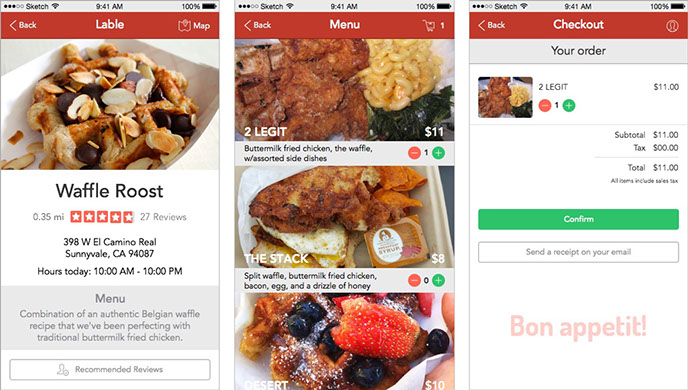 Sketch 9:41 AM 100%
Back Lable Map
Waffle Roost
0.35 mi 27 Reviews
398 W El Camino Real
Sunnyvale, CA 94087
Hours today: 10:00 AM - 10:00 PM
Menu
Combination of an authentic Belgian waffle
recipe that we've been perfecting with
traditional buttermilk fried chicken.
Recommended Reviews
Sketch 9:41 AM 100%
Back Menu 1
2 LEGIT $11
Buttermilk fried chicken, the waffle,
w/assorted side dishes
1
SYRUP
THE STACK $8
Split waffle, buttermilk fried chicken,
bacon, egg, and a drizzle of honey
0
DESERT $10
Sketch 9:41 AM 100%
Back Checkout
Your order
2 LEGIT $11.00
1
Subtotal $11.00
Tax $00.00
Total $11.00
All items include sales tax
Confirm
Send a receipt on your email
Bon appetit!